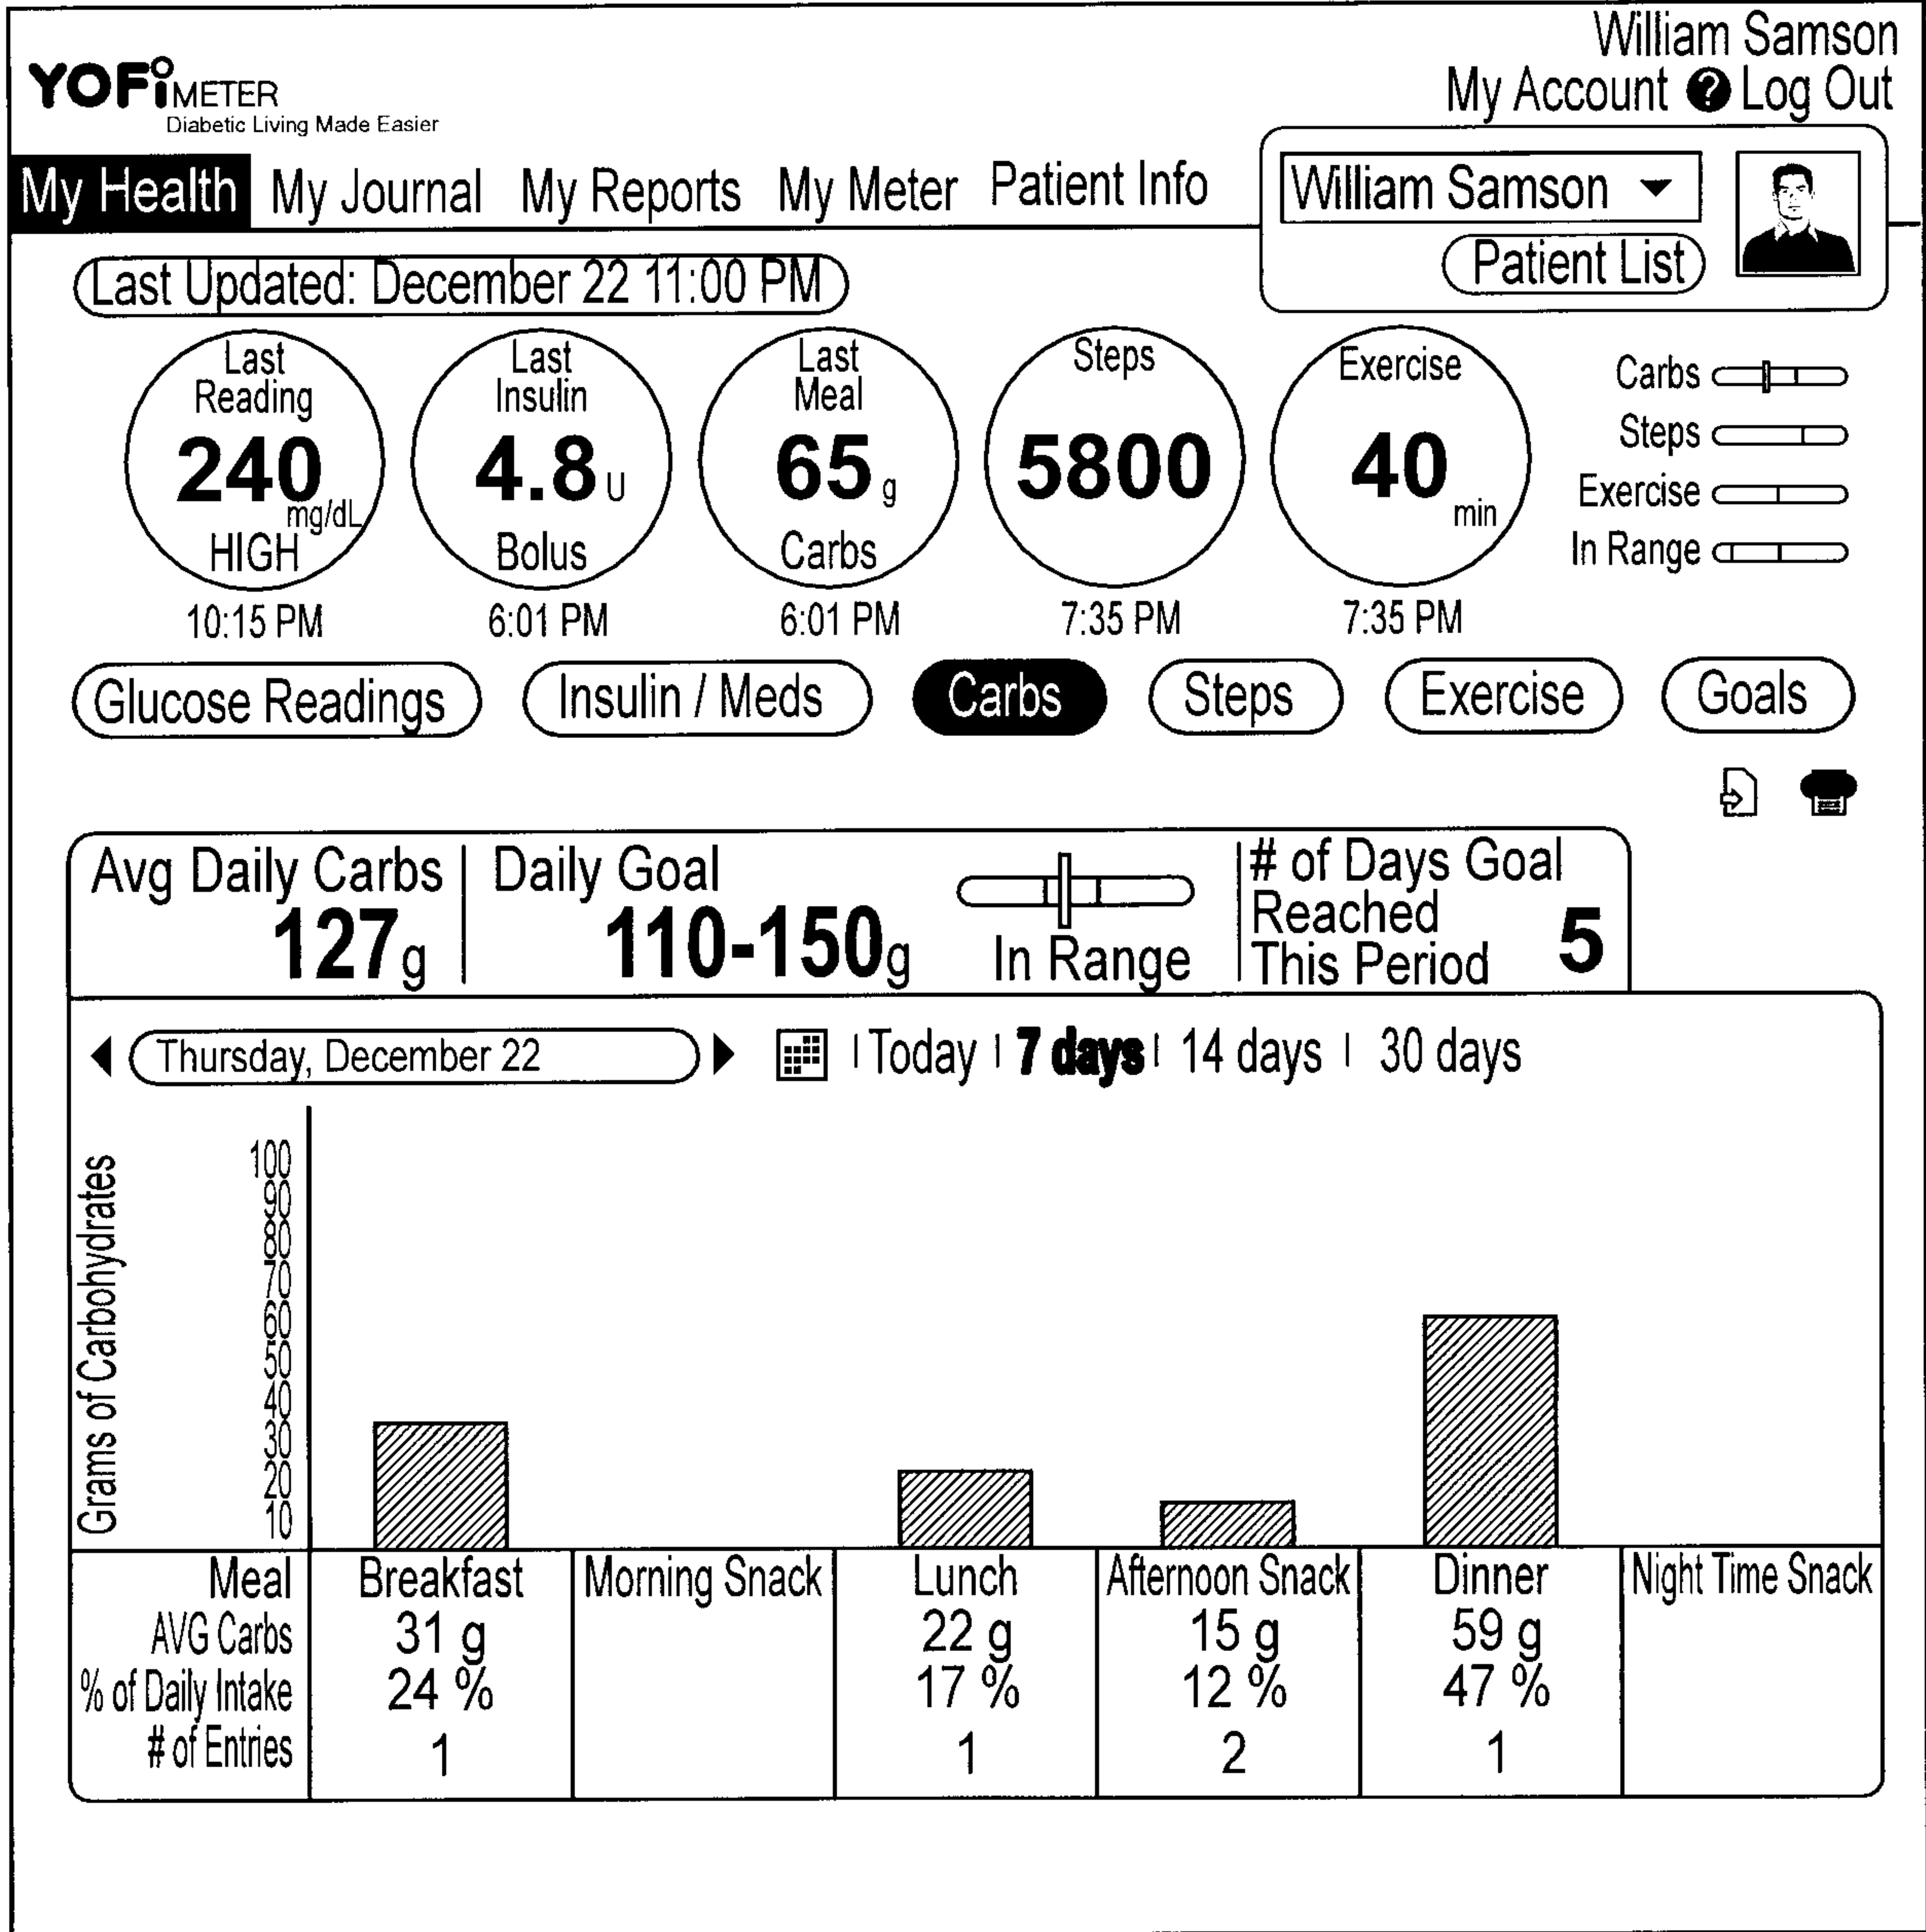 William Samson
My Account ? Log Out
YOFiMETER
Diabetic Living Made Easier
My Health My Journal My Reports My Meter Patient Info
William Samson
Patient List
Last Updated: December 22 11:00 PM
Last Reading 240 mg/dL HIGH
10:15 PM
Last Insulin 4.8 U Bolus
6:01 PM
Last Meal 65 g Carbs
6:01 PM
Steps 5800
7:35 PM
Exercise 40 min
7:35 PM
Carbs
Steps
Exercise
In Range
Glucose Readings Insulin / Meds Carbs Steps Exercise Goals
Avg Daily Carbs
127g
Daily Goal
110-150g
In Range
# of Days Goal
Reached
This Period 5
Thursday, December 22
Today 7 days 14 days 30 days
Grams of Carbohydrates
100
90
80
70
60
50
40
30
20
10
Meal Breakfast Morning Snack Lunch Afternoon Snack Dinner Night Time Snack
AVG Carbs 31 g 22 g 15 g 59 g
% of Daily Intake 24 % 17 % 12 % 47 %
# of Entries 1 1 2 1